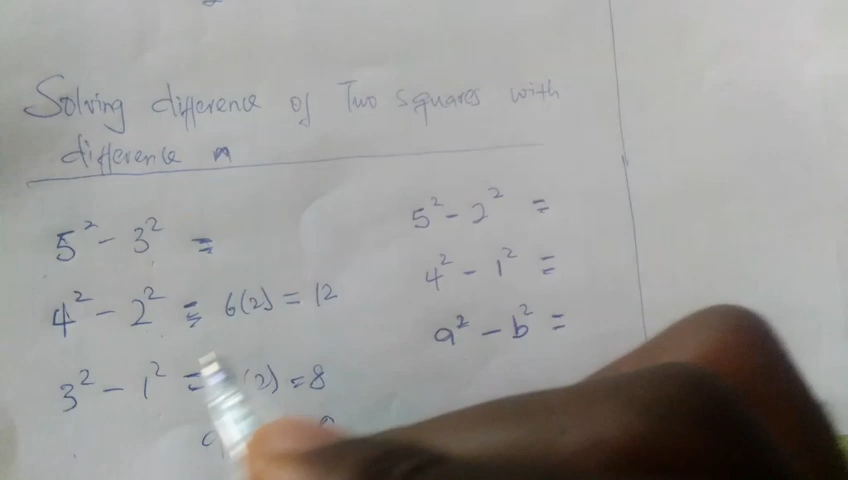 Solving difference of Two squares with
difference n
5² - 3² =
4² - 2² = 6(2) = 12
3² - 1² = (2) = 8
5² - 2² =
4² - 1² =
a² - b² =